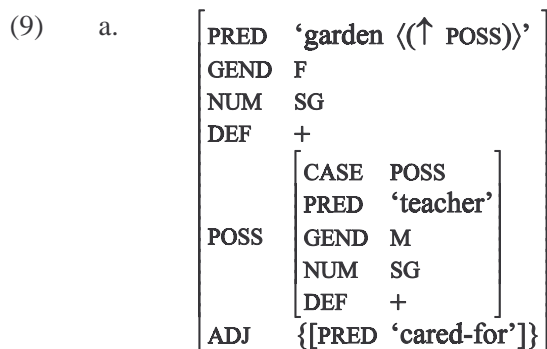 (9) a. PRED ‘garden ⟨(↑ POSS)⟩’
GEND F
NUM SG
DEF +
CASE POSS
PRED ‘teacher’
POSS GEND M
NUM SG
DEF +
ADJ {[PRED ‘cared-for’]}